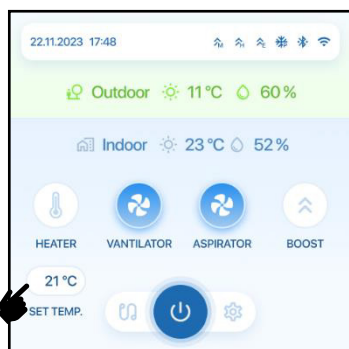 22.11.2023 17:48
Outdoor 11 °C 60 %
Indoor 23 °C 52 %
HEATER VANTILATOR ASPIRATOR BOOST
21 °C
SET TEMP.